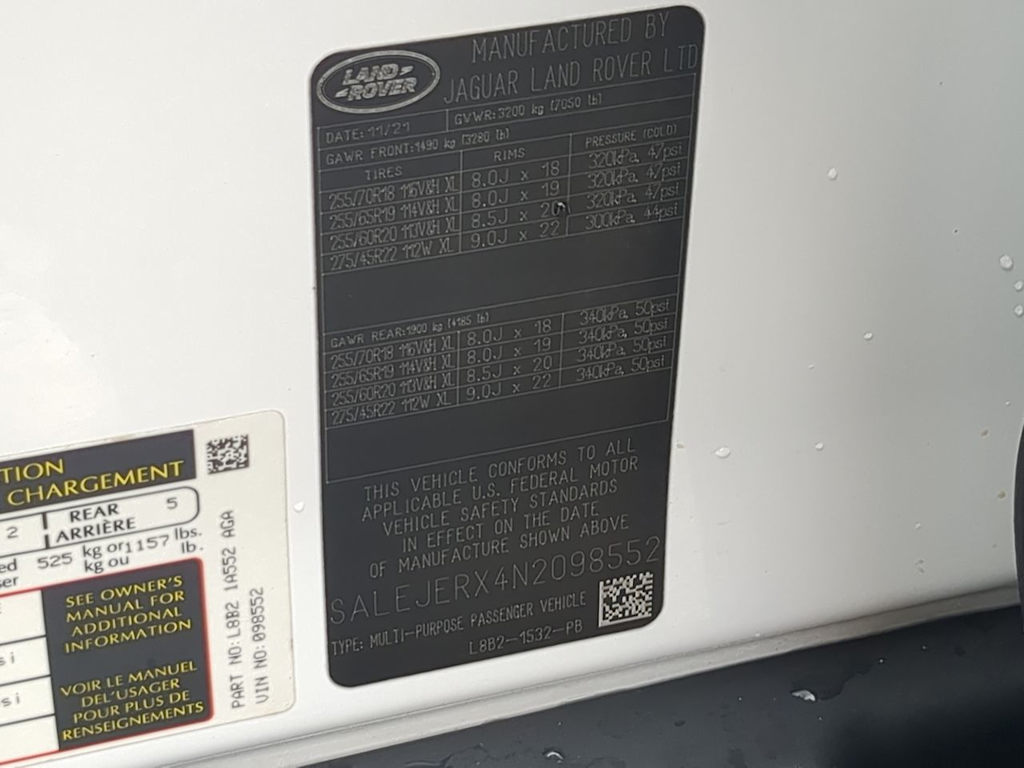 LAND ROVER
MANUFACTURED BY
JAGUAR LAND ROVER LTD
DATE: 11/21 GVWR: 3200 kg (7050 lb)
GAWR FRONT: 1490 kg (3280 lb)
TIRES RIMS PRESSURE (COLD)
255/70R18 116V&H XL 8.0J x 18 320kPa, 47psi
255/65R19 114V&H XL 8.0J x 19 320kPa, 47psi
255/60R20 113V&H XL 8.5J x 20 320kPa, 47psi
275/45R22 112W XL 9.0J x 22 300kPa, 44psi
GAWR REAR: 1900 kg (4185 lb)
255/70R18 116V&H XL 8.0J x 18 340kPa, 50psi
255/65R19 114V&H XL 8.0J x 19 340kPa, 50psi
255/60R20 113V&H XL 8.5J x 20 340kPa, 50psi
275/45R22 112W XL 9.0J x 22 340kPa, 50psi
THIS VEHICLE CONFORMS TO ALL
APPLICABLE U.S. FEDERAL MOTOR
VEHICLE SAFETY STANDARDS
IN EFFECT ON THE DATE
OF MANUFACTURE SHOWN ABOVE
SALEJERX4N2098552
TYPE: MULTI-PURPOSE PASSENGER VEHICLE
L8B2-1532-PB
TION
CHARGEMENT
2 REAR 5
ARRIÈRE
ed 525 kg or 1157 lbs.
ser kg ou lb.
SEE OWNER'S
MANUAL FOR
ADDITIONAL
INFORMATION
si
VOIR LE MANUEL
DEL'USAGER
POUR PLUS DE
RENSEIGNEMENTS
si
PART NO: L8B2 1A552 AGA
VIN NO: 098552